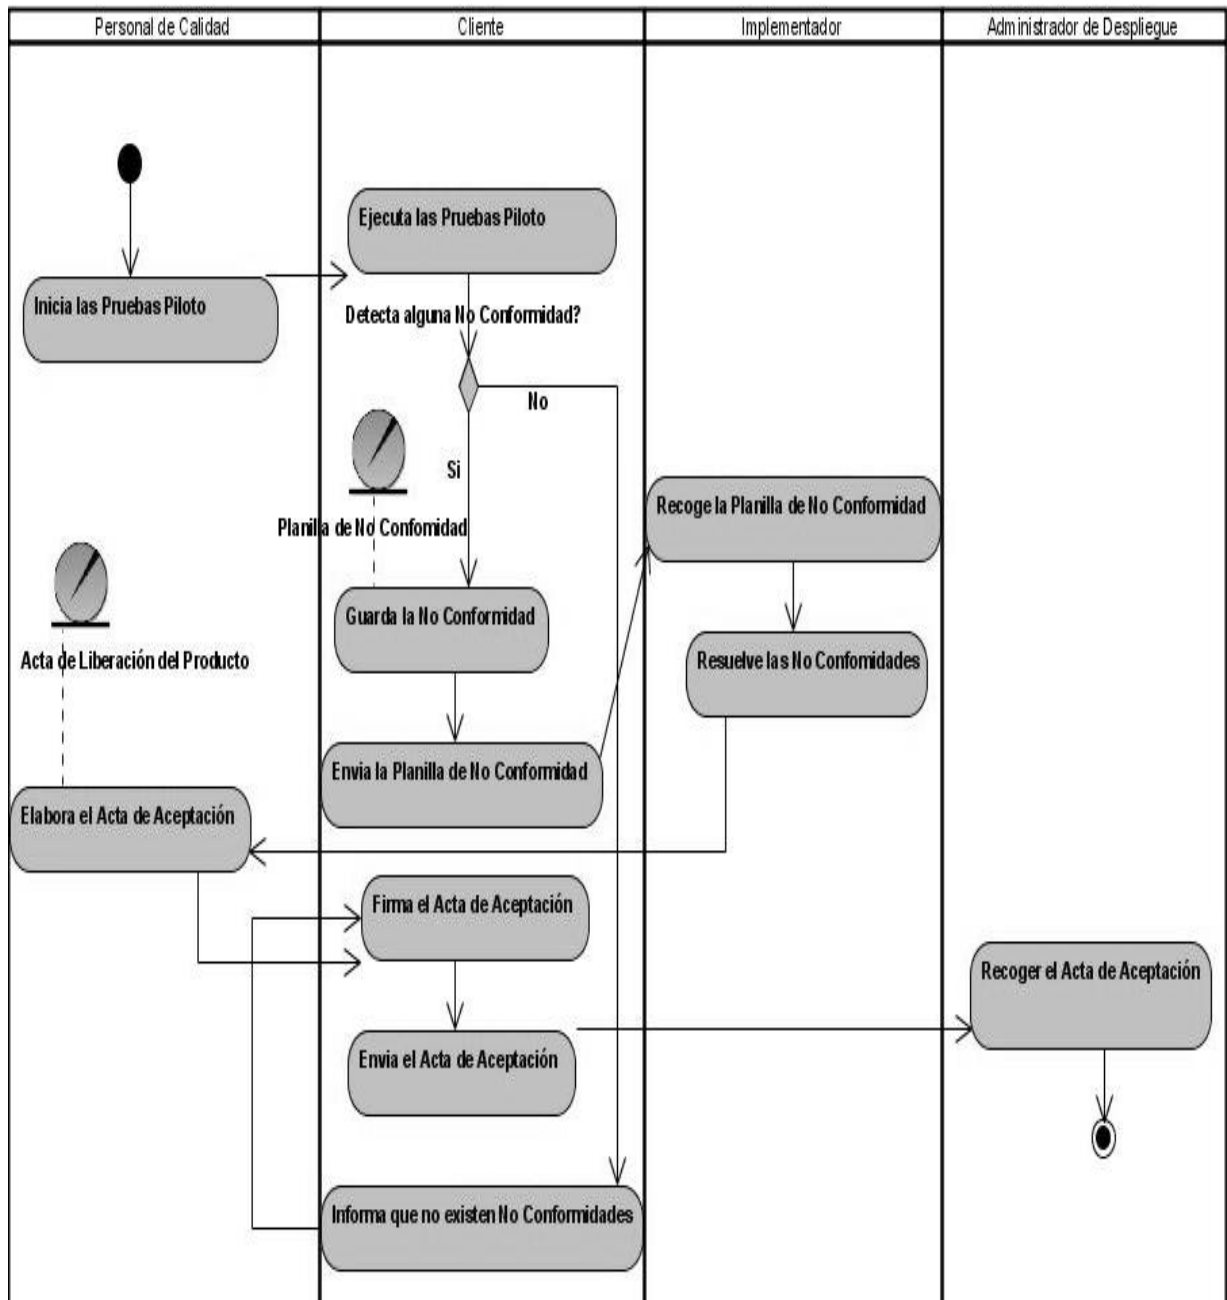 Personal de Calidad
Cliente
Implementador
Administrador de Despliegue
Ejecuta las Pruebas Piloto
Inicia las Pruebas Piloto
Detecta alguna No Conformidad?
No
Si
Recoge la Planilla de No Conformidad
Planilla de No Confomidad
Guarda la No Conformidad
Resuelve las No Confomidades
Acta de Liberación del Producto
Envia la Planilla de No Conformidad
Elabora el Acta de Aceptación
Firma el Acta de Aceptación
Recoger el Acta de Aceptación
Envia el Acta de Aceptación
Informa que no existen No Conformidades